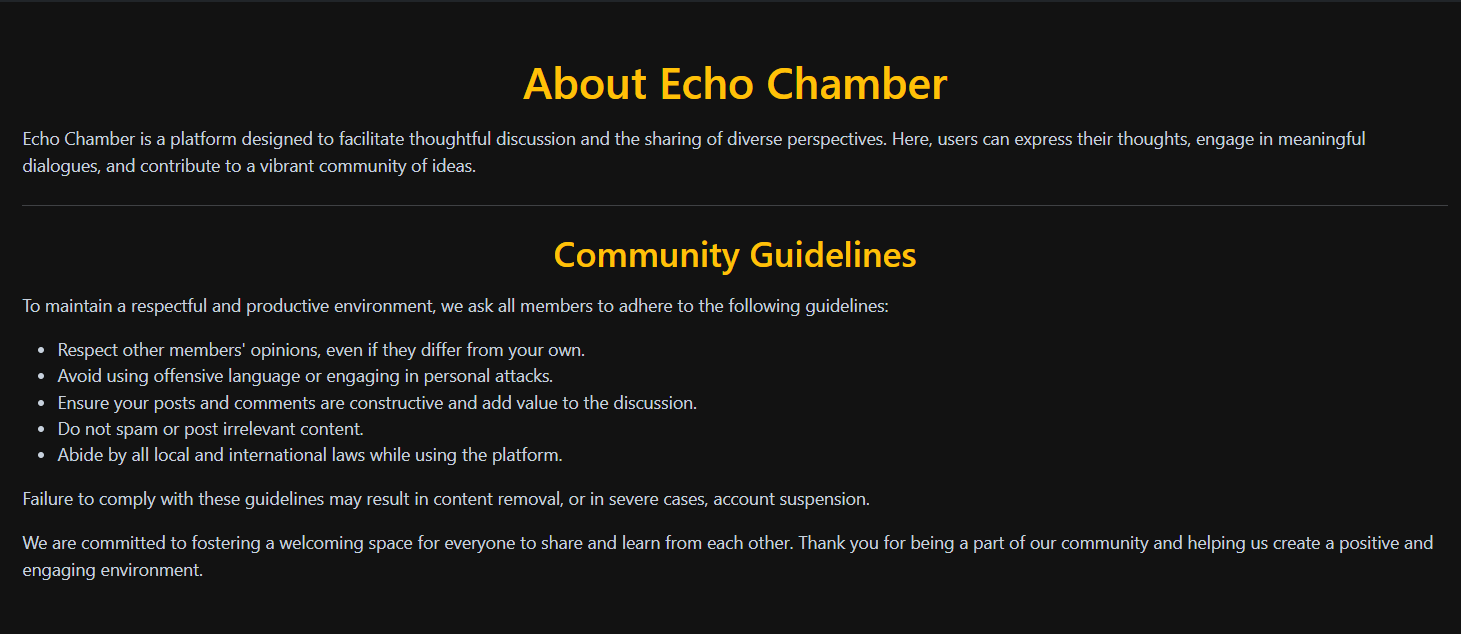 About Echo Chamber
Echo Chamber is a platform designed to facilitate thoughtful discussion and the sharing of diverse perspectives. Here, users can express their thoughts, engage in meaningful
dialogues, and contribute to a vibrant community of ideas.
Community Guidelines
To maintain a respectful and productive environment, we ask all members to adhere to the following guidelines:
• Respect other members' opinions, even if they differ from your own.
• Avoid using offensive language or engaging in personal attacks.
• Ensure your posts and comments are constructive and add value to the discussion.
• Do not spam or post irrelevant content.
• Abide by all local and international laws while using the platform.
Failure to comply with these guidelines may result in content removal, or in severe cases, account suspension.
We are committed to fostering a welcoming space for everyone to share and learn from each other. Thank you for being a part of our community and helping us create a positive and
engaging environment.